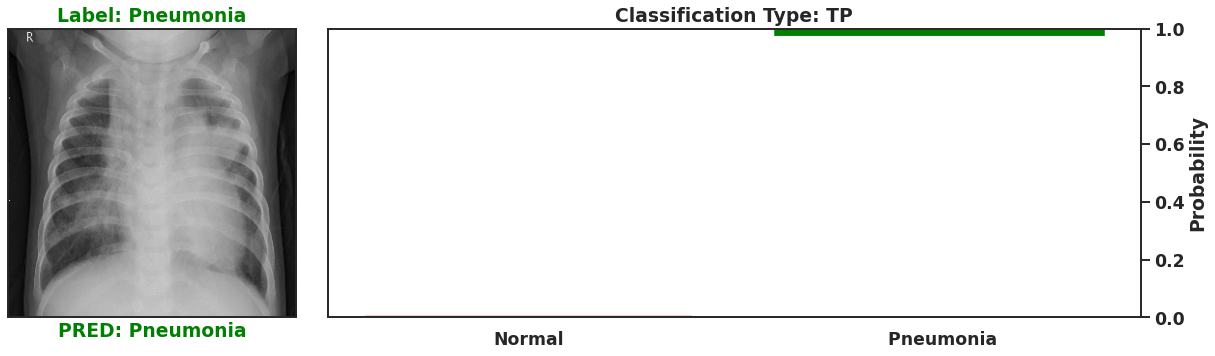 Label: Pneumonia
Classification Type: TP
R
1.0
0.8
0.6
0.4
0.2
0.0
Probability
Normal
Pneumonia
PRED: Pneumonia